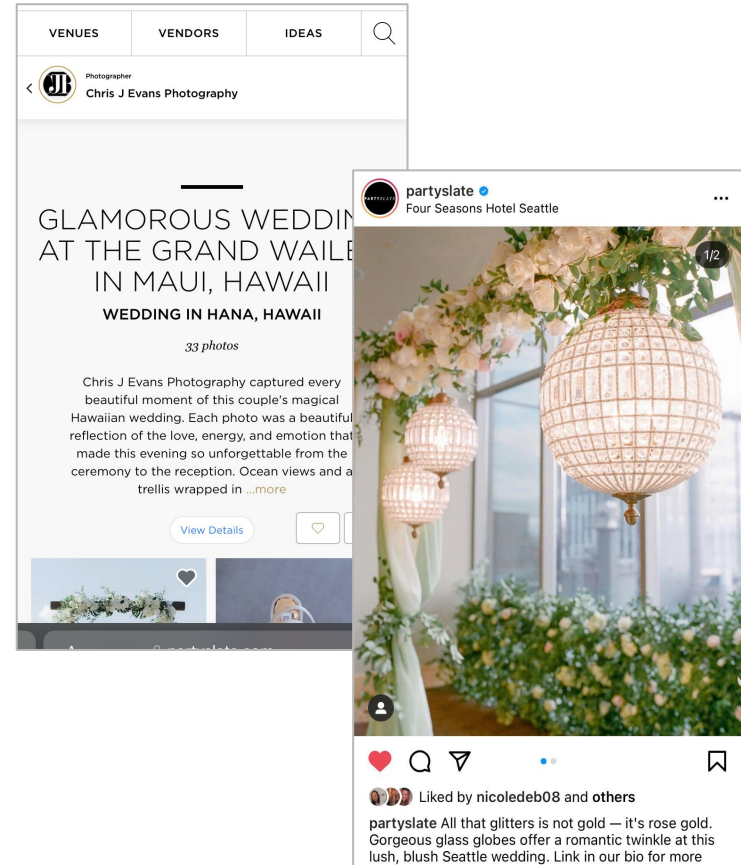 VENUES
VENDORS
IDEAS
Photographer
Chris J Evans Photography
GLAMOROUS
AT THE GRAND
IN MAUI, HAWAII
WEDDING IN HANA, HAWAII
33 photos
Chris J Evans Photography captured every
beautiful moment of this couple's magical
Hawaiian wedding. Each photo was a beautiful
reflection of the love, energy, and emotion that
made this evening so unforgettable from the
ceremony to the reception. Ocean views and a
trellis wrapped in ...more
View Details
partyslate
Four Seasons Hotel Seattle
PARTYSLATE
1/2
Liked by nicoledeb08 and others
partyslate All that glitters is not gold — it's rose gold.
Gorgeous glass globes offer a romantic twinkle at this
lush, blush Seattle wedding. Link in our bio for more